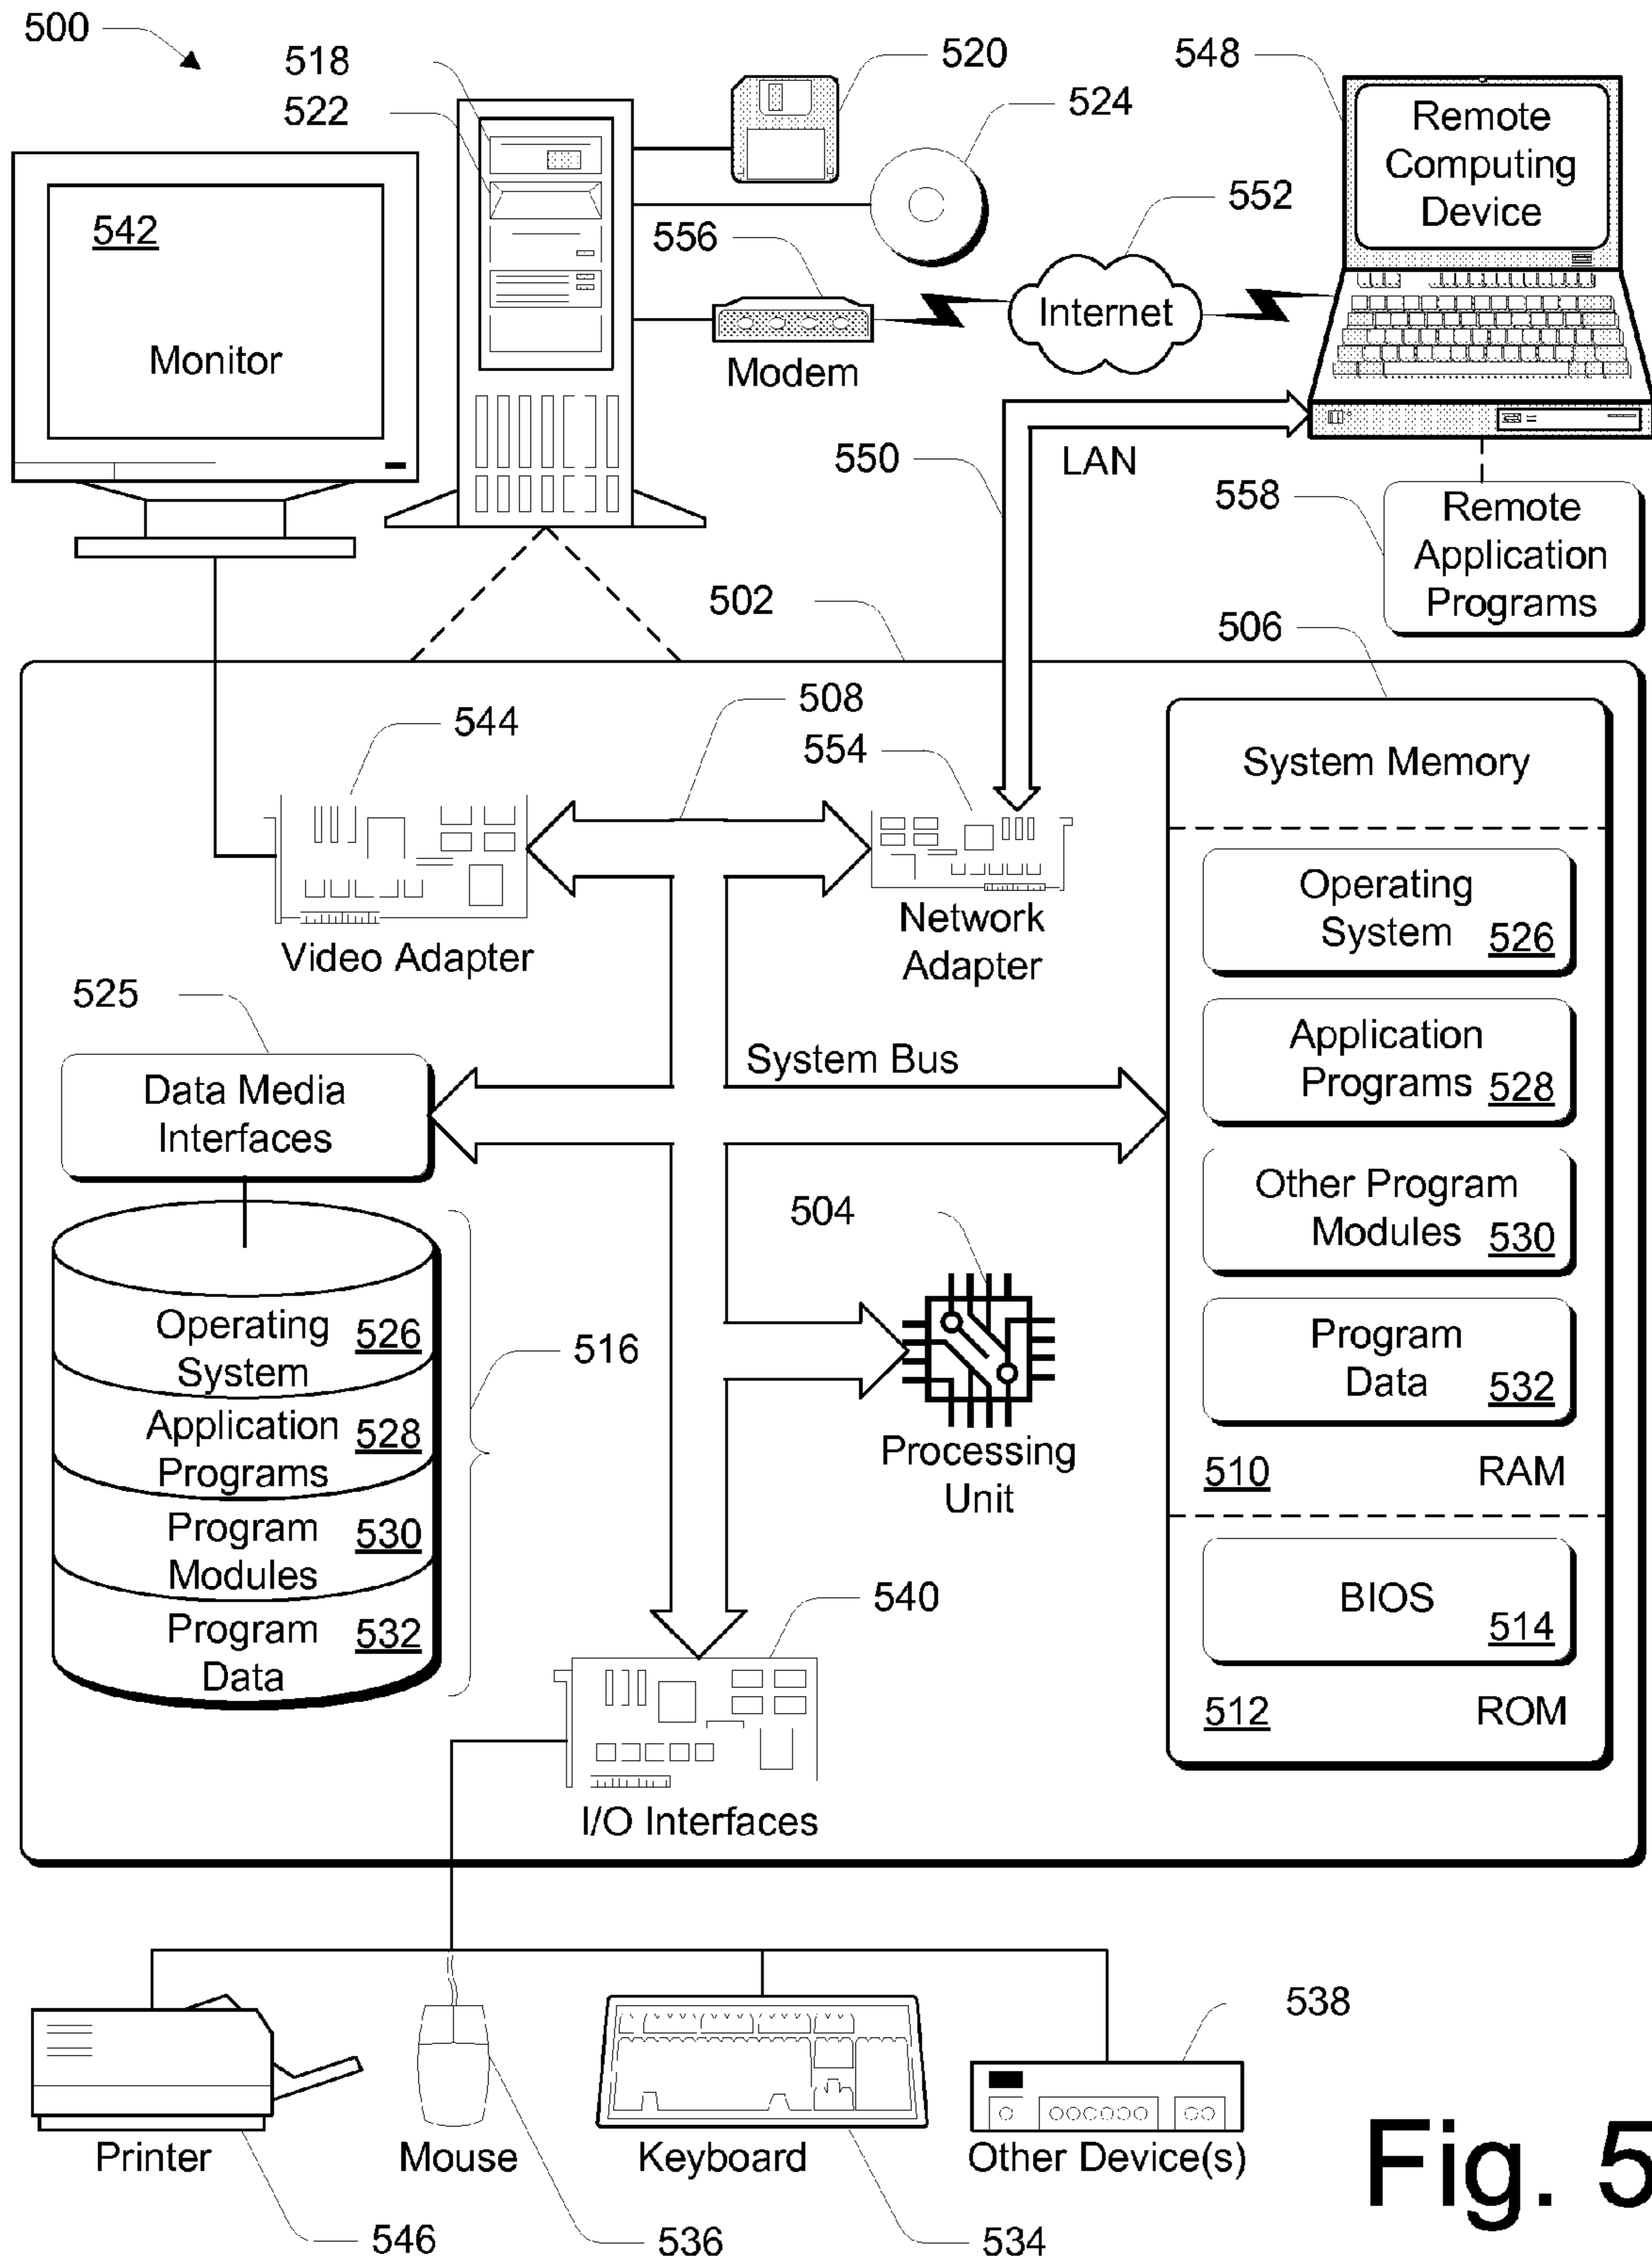 500
518
522
520
524
548
Remote
Computing
Device
542
Monitor
556
552
Internet
Modem
550
LAN
558
Remote
Application
Programs
502
506
508
544
554
System Memory
Video Adapter
Network
Adapter
Operating
System 526
525
Data Media
Interfaces
System Bus
Application
Programs 528
504
Other Program
Modules 530
Operating
System
526
516
Program
Data
532
Application
Programs
528
Processing
Unit
510 RAM
Program
Modules
530
540
BIOS
514
Program
Data
532
512 ROM
I/O Interfaces
538
Printer
Mouse
Keyboard
Other Device(s)
546
536
534
Fig. 5